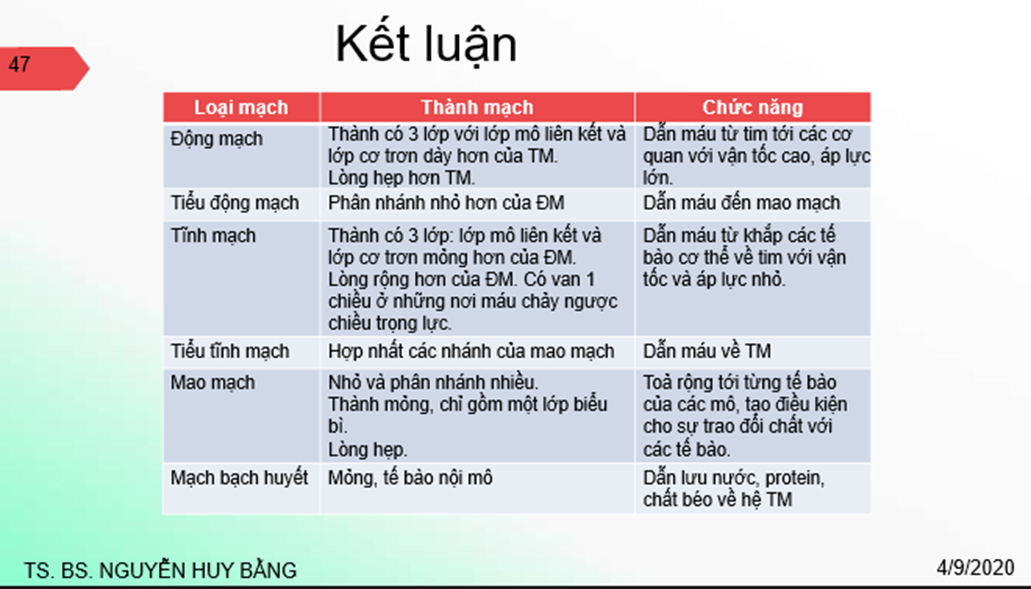 Kết luận
47
Loại mạch
Thành mạch
Chức năng
Động mạch
Thành có 3 lớp với lớp mô liên kết và
lớp cơ trơn dày hơn của TM.
Lòng hẹp hơn TM.
Dẫn máu từ tim tới các cơ
quan với vận tốc cao, áp lực
lớn.
Tiểu động mạch
Phân nhánh nhỏ hơn của ĐM
Dẫn máu đến mao mạch
Tĩnh mạch
Thành có 3 lớp: lớp mô liên kết và
lớp cơ trơn mỏng hơn của ĐM.
Lòng rộng hơn của ĐM. Có van 1
chiều ở những nơi máu chảy ngược
chiều trọng lực.
Dẫn máu từ khắp các tế
bào cơ thể về tim với vận
tốc và áp lực nhỏ.
Tiểu tĩnh mạch
Hợp nhất các nhánh của mao mạch
Dẫn máu về TM
Mao mạch
Nhỏ và phân nhánh nhiều.
Thành mỏng, chỉ gồm một lớp biểu
bì.
Lòng hẹp.
Toả rộng tới từng tế bào
của các mô, tạo điều kiện
cho sự trao đổi chất với
các tế bào.
Mạch bạch huyết
Mỏng, tế bào nội mô
Dẫn lưu nước, protein,
chất béo về hệ TM
TS. BS. NGUYỄN HUY BẰNG
4/9/2020